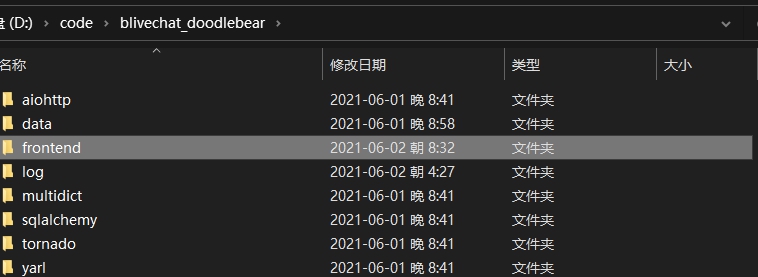 盘 (D:) › code › blivechat_doodlebear ›
名称 修改日期 类型 大小
aiohttp 2021-06-01 晚 8:41 文件夹
data 2021-06-01 晚 8:58 文件夹
frontend 2021-06-02 朝 8:32 文件夹
log 2021-06-02 朝 4:27 文件夹
multidict 2021-06-01 晚 8:41 文件夹
sqlalchemy 2021-06-01 晚 8:41 文件夹
tornado 2021-06-01 晚 8:41 文件夹
yarl 2021-06-01 晚 8:41 文件夹